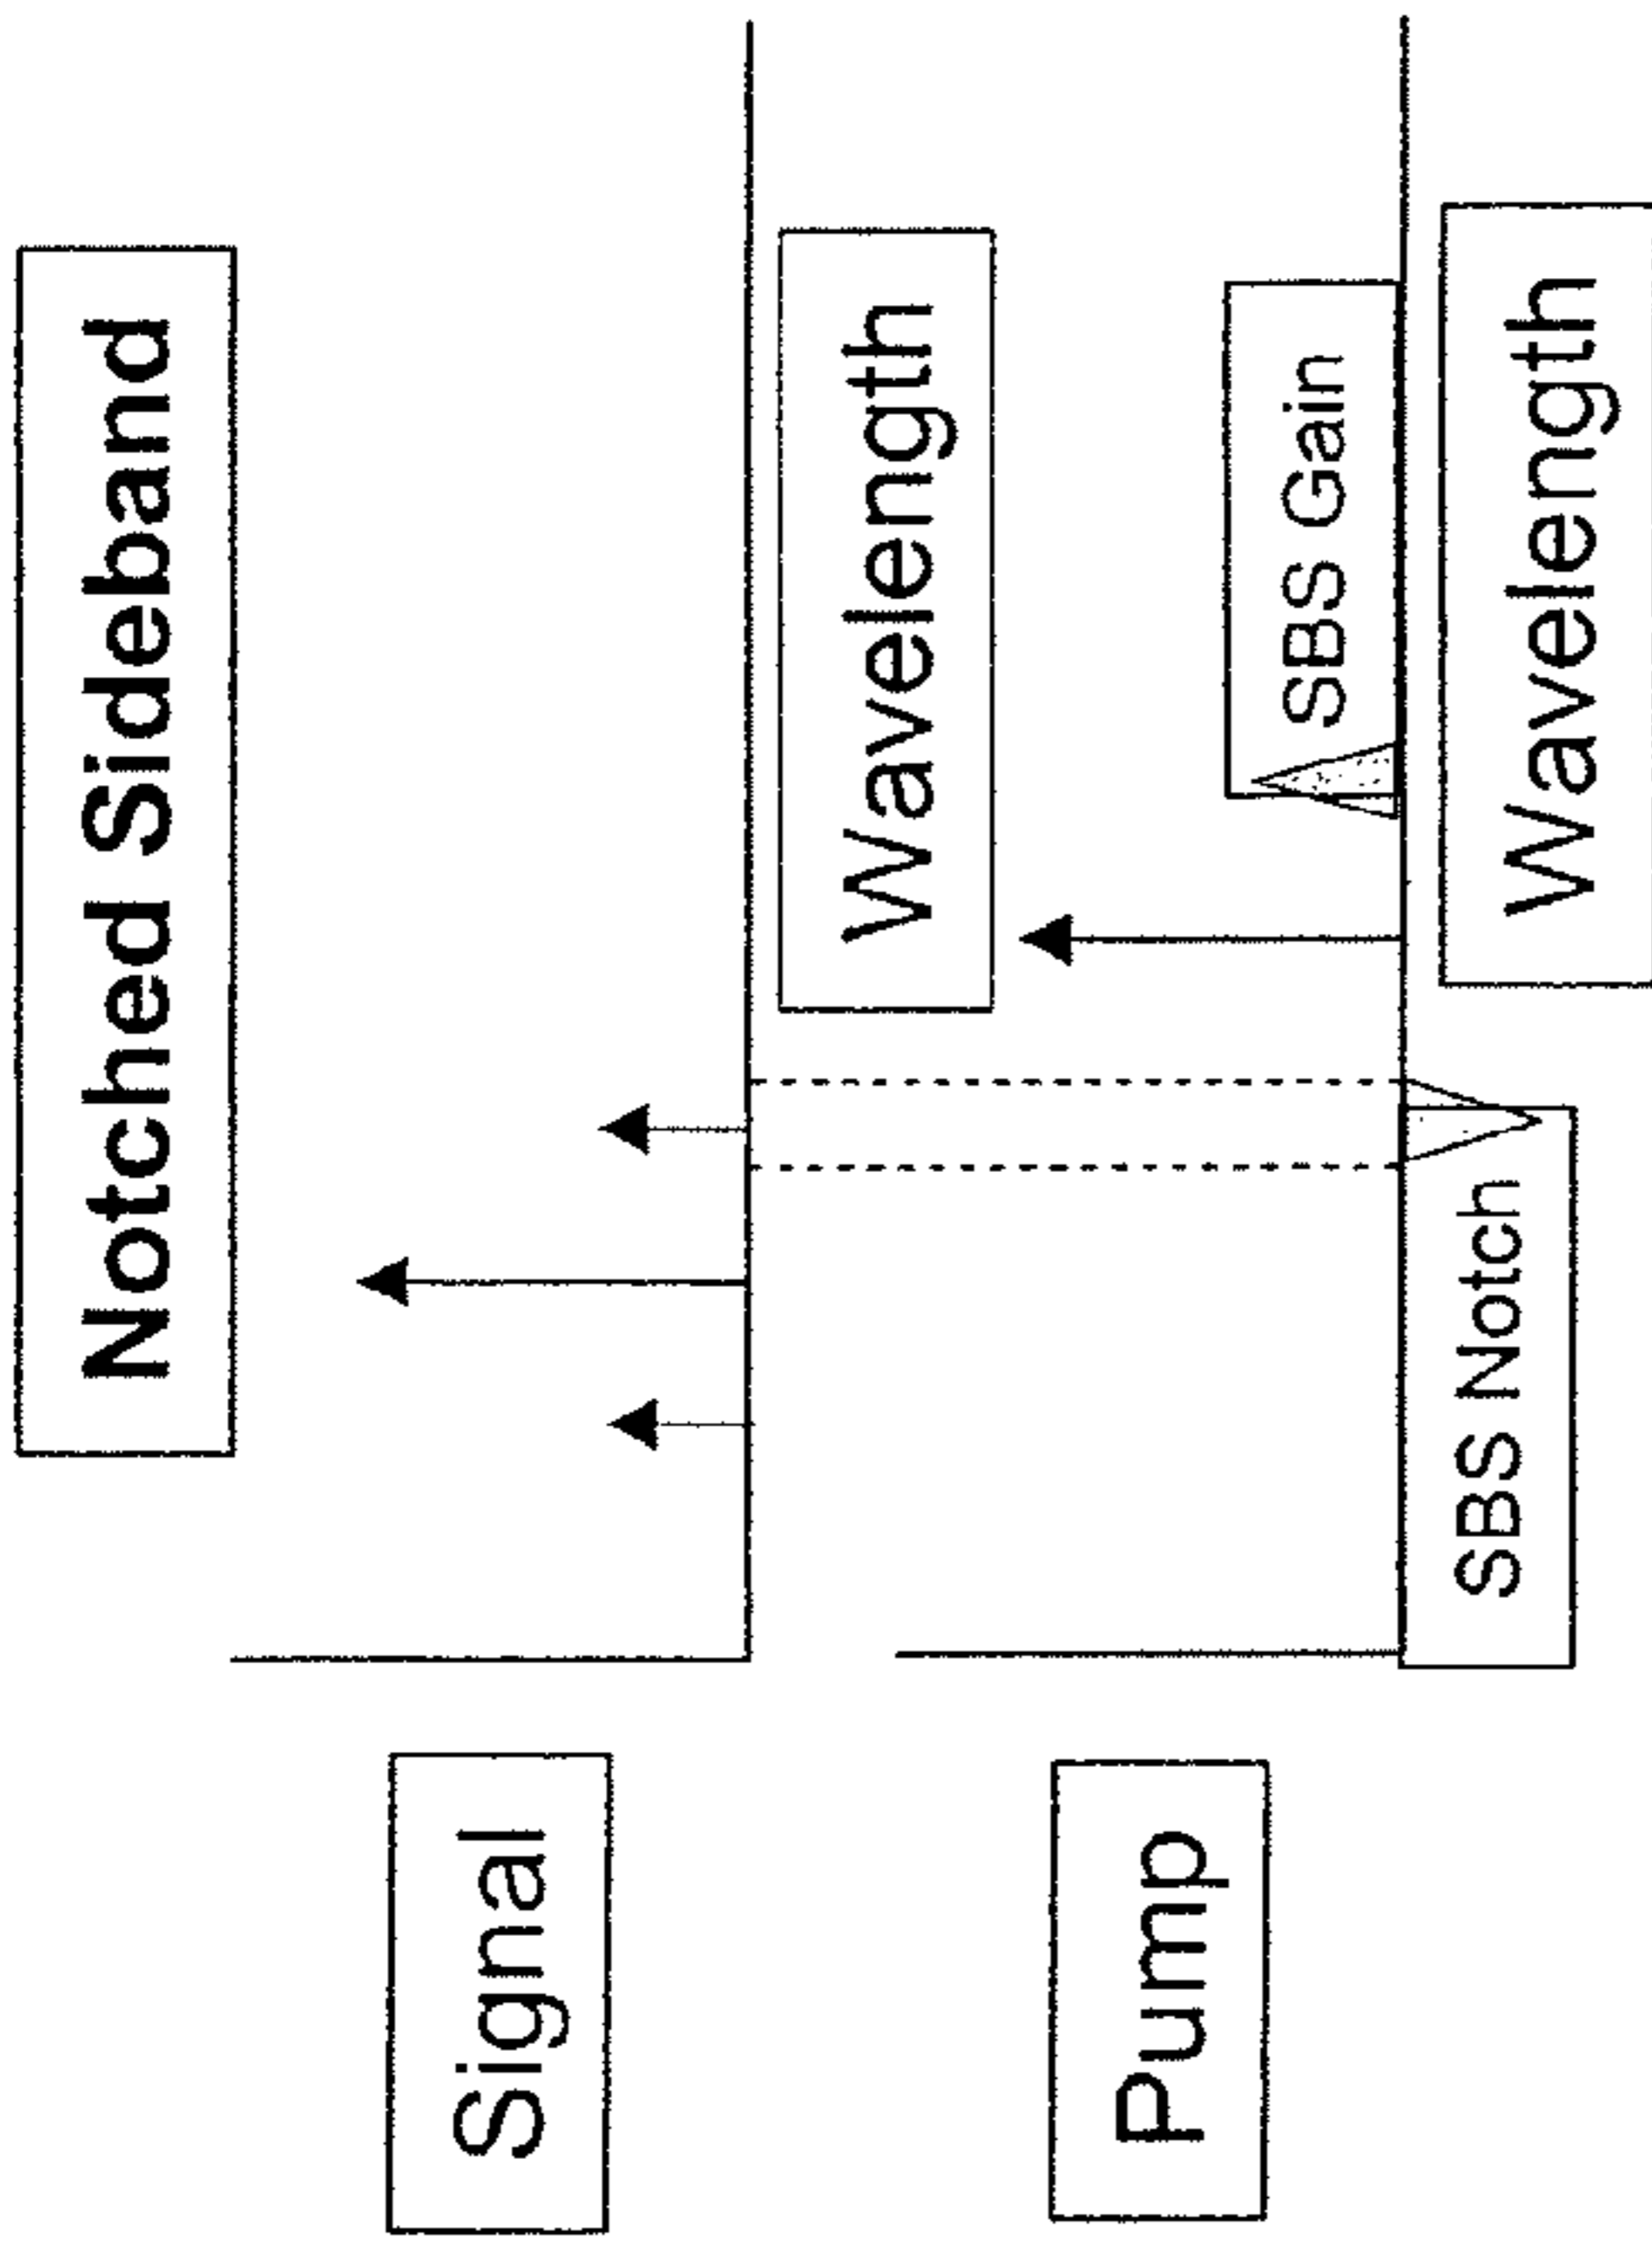 Notched Sideband
Signal
Wavelength
Pump
SBS Gain
SBS Notch
Wavelength